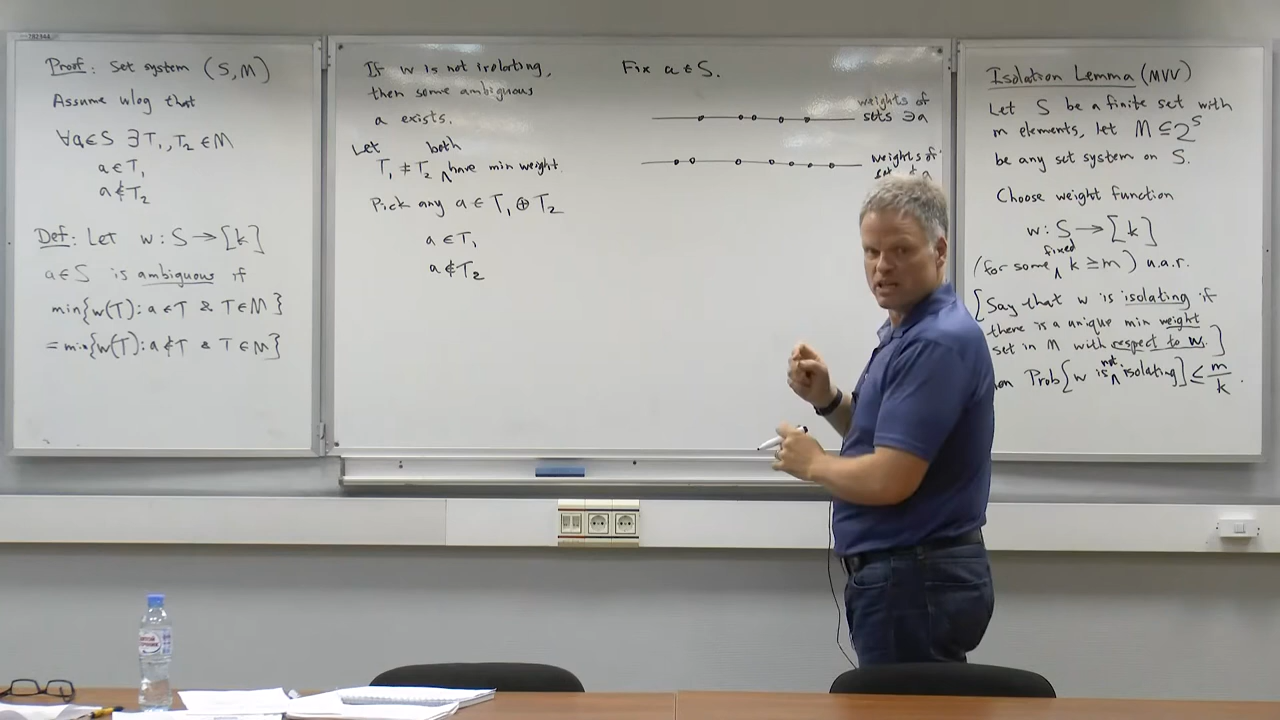 Proof: Set system (S,M)
Assume wlog that
∀a∈S ∃T₁,T₂∈M
a∈T₁
a∉T₂
Def: Let w: S→[k]
a∈S is ambiguous if
min{w(T): a∈T & T∈M}
=min{w(T): a∉T & T∈M}
If w is not isolating,
then some ambiguous
a exists.
Let both
T₁≠T₂ ∧ have min weight.
Pick any a∈T₁⊕T₂
a∈T₁
a∉T₂
Fix a∈S.
weights of
sets ∋a
weights of
Isolation Lemma (MVV)
Let S be a finite set with
m elements, let M⊆2^S
be any set system on S.
Choose weight function
w: S→[k]
fixed
(for some ∧ k≥m) u.a.r.
[Say that w is isolating if
there is a unique min weight
set in M with respect to w.]
not
Prob[w is ∧ isolating]≤m/k.